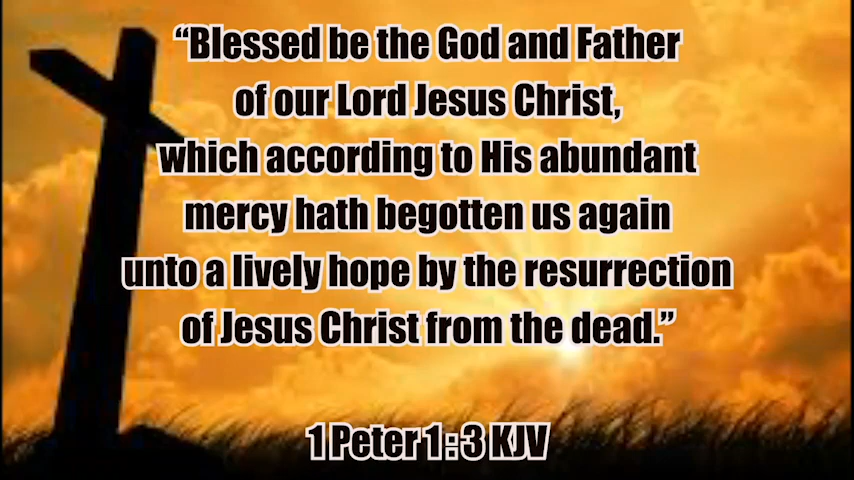 “Blessed be the God and Father
of our Lord Jesus Christ,
which according to His abundant
mercy hath begotten us again
unto a lively hope by the resurrection
of Jesus Christ from the dead.”
1 Peter 1 : 3 KJV